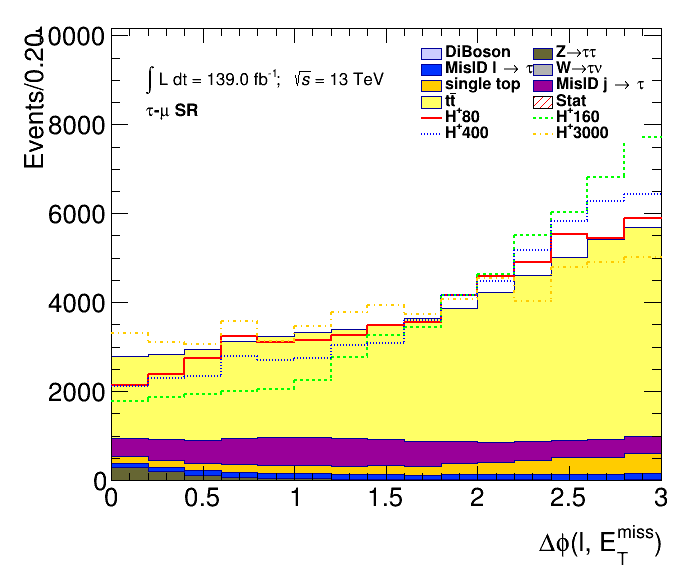 Events/0.20
∫ L dt = 139.0 fb⁻¹; √s = 13 TeV
τ-μ SR
DiBoson Z→ττ
MisID l → τ W→τν
single top MisID j → τ
tt̄ Stat
H⁺80 H⁺160
H⁺400 H⁺3000
10000
8000
6000
4000
2000
0
0 0.5 1 1.5 2 2.5 3
Δϕ(l, E_T^miss)